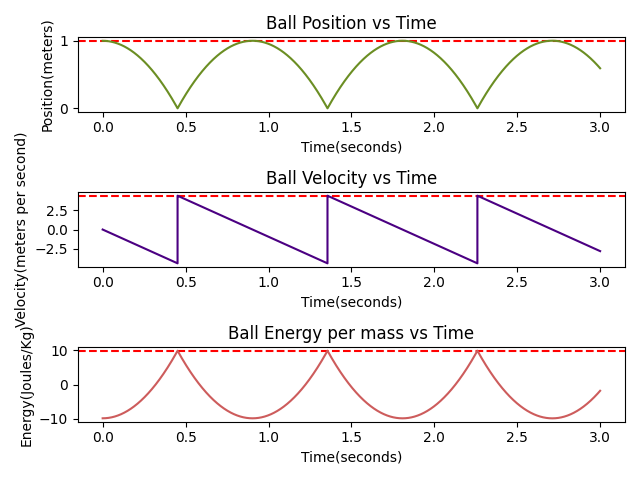 Ball Position vs Time
Position(meters)
1
0
0.0 0.5 1.0 1.5 2.0 2.5 3.0
Time(seconds)
Ball Velocity vs Time
Velocity(meters per second)
2.5
0.0
−2.5
0.0 0.5 1.0 1.5 2.0 2.5 3.0
Time(seconds)
Ball Energy per mass vs Time
Energy(Joules/Kg)
10
0
−10
0.0 0.5 1.0 1.5 2.0 2.5 3.0
Time(seconds)